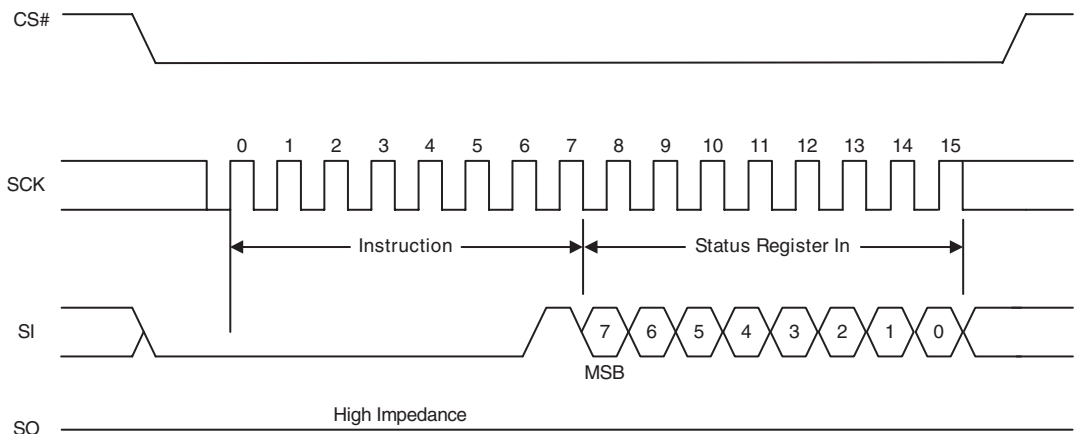 CS#
0 1 2 3 4 5 6 7 8 9 10 11 12 13 14 15
SCK
Instruction Status Register In
SI 7 6 5 4 3 2 1 0
MSB
High Impedance
SO